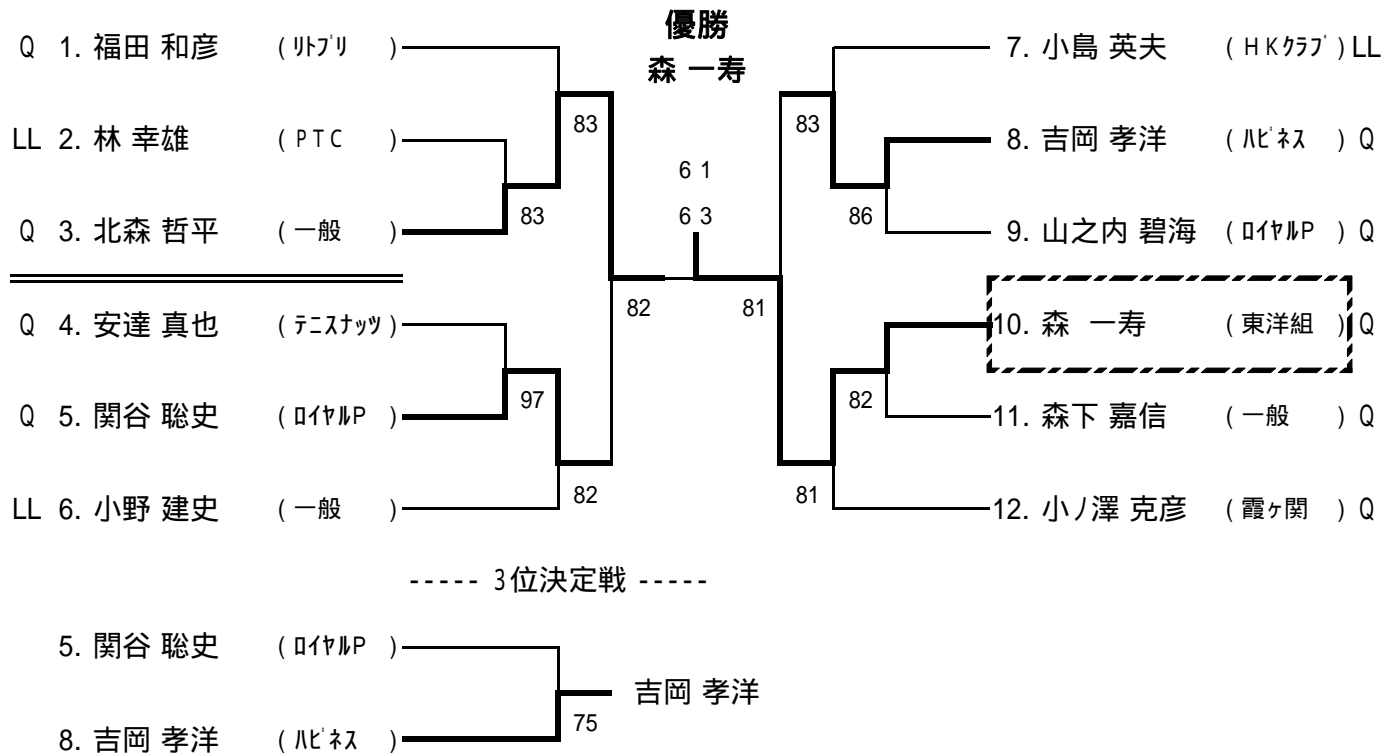 優勝
森 一寿
Q 1. 福田 和彦 (ﾘﾄﾌﾟﾘ )
LL 2. 林 幸雄 (PTC )
Q 3. 北森 哲平 (一般 )
Q 4. 安達 真也 (ﾃﾆｽﾅｯﾂ)
Q 5. 関谷 聡史 (ﾛｲﾔﾙP )
LL 6. 小野 建史 (一般 )
83
83
97
82
82
6 1
6 3
81
83
86
82
81
7. 小島 英夫 (HKｸﾗﾌﾞ)LL
8. 吉岡 孝洋 (ﾊﾋﾟﾈｽ ) Q
9. 山之内 碧海 (ﾛｲﾔﾙP ) Q
10. 森 一寿 (東洋組 ) Q
11. 森下 嘉信 (一般 ) Q
12. 小ノ澤 克彦 (霞ヶ関 ) Q
----- 3位決定戦 -----
5. 関谷 聡史 (ﾛｲﾔﾙP )
8. 吉岡 孝洋 (ﾊﾋﾟﾈｽ )
75
吉岡 孝洋